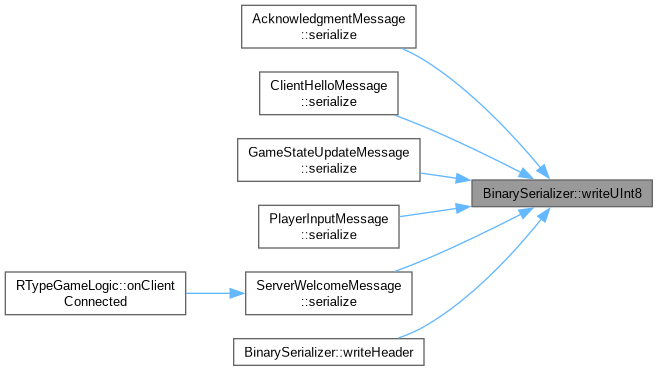 AcknowledgmentMessage
::serialize
ClientHelloMessage
::serialize
GameStateUpdateMessage
::serialize
BinarySerializer::writeUInt8
PlayerInputMessage
::serialize
RTypeGameLogic::onClient
Connected
ServerWelcomeMessage
::serialize
BinarySerializer::writeHeader